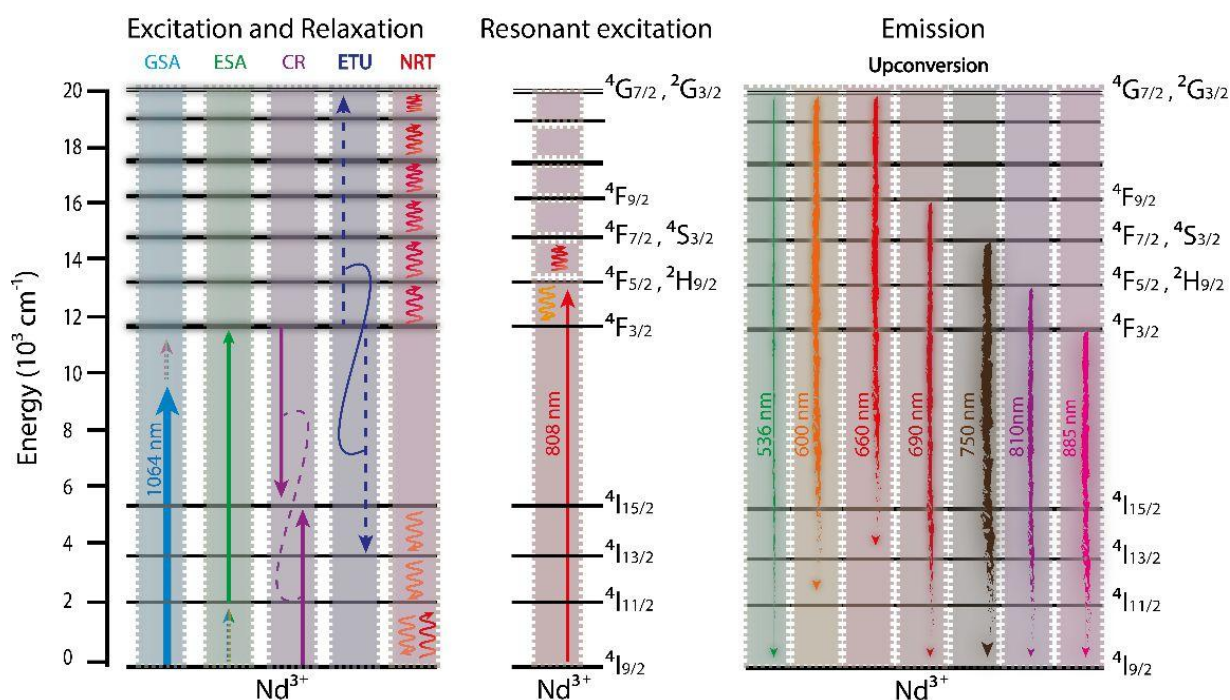 Excitation and Relaxation
GSA ESA CR ETU NRT
Energy (10³ cm⁻¹)
20
18
16
14
12
10
8
6
4
2
0
1064 nm
Nd³⁺
Resonant excitation
⁴G₇/₂ , ²G₃/₂
⁴F₉/₂
⁴F₇/₂ , ⁴S₃/₂
⁴F₅/₂ , ²H₉/₂
⁴F₃/₂
808 nm
⁴I₁₅/₂
⁴I₁₃/₂
⁴I₁₁/₂
⁴I₉/₂
Nd³⁺
Emission
Upconversion
536 nm
600 nm
660 nm
690 nm
750 nm
810nm
885 nm
⁴G₇/₂ , ²G₃/₂
⁴F₉/₂
⁴F₇/₂ , ⁴S₃/₂
⁴F₅/₂ , ²H₉/₂
⁴F₃/₂
⁴I₁₅/₂
⁴I₁₃/₂
⁴I₁₁/₂
⁴I₉/₂
Nd³⁺